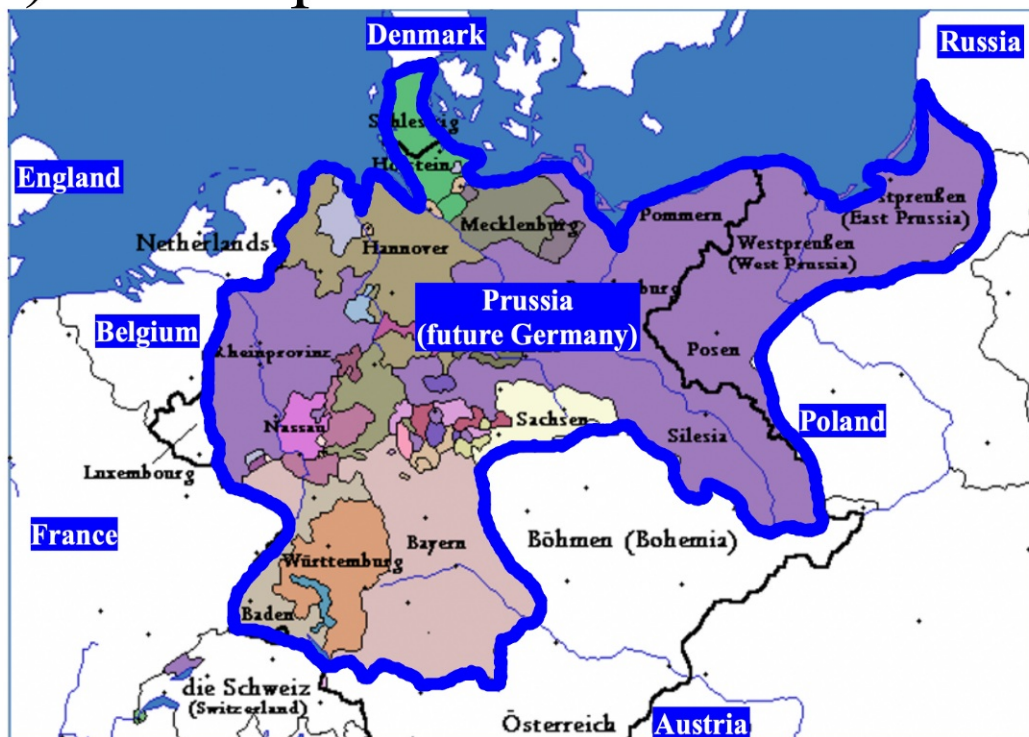 Denmark
Russia
England
Schleswig
Holstein
Netherlands
Hannover
Mecklenburg
Pommern
stpreußen
(East Prussia)
Westpreußen
(West Prussia)
Belgium
Prussia
(future Germany)
Rheinprovinz
Posen
Nassau
Sachsen
Silesia
Poland
Luxembourg
France
Württemburg
Bayern
Böhmen (Bohemia)
Baden
die Schweiz
(Switzerland)
Österreich
Austria